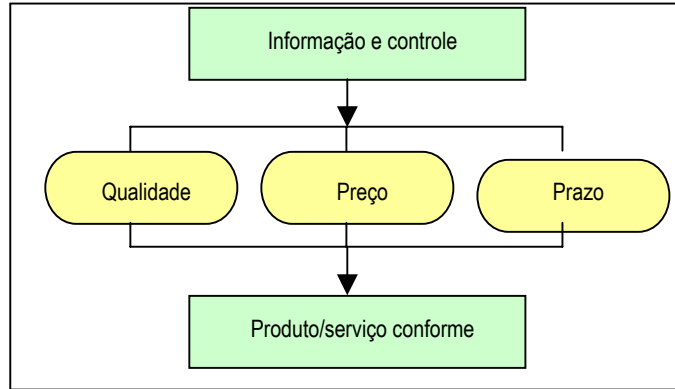 Informação e controle
Qualidade
Preço
Prazo
Produto/serviço conforme